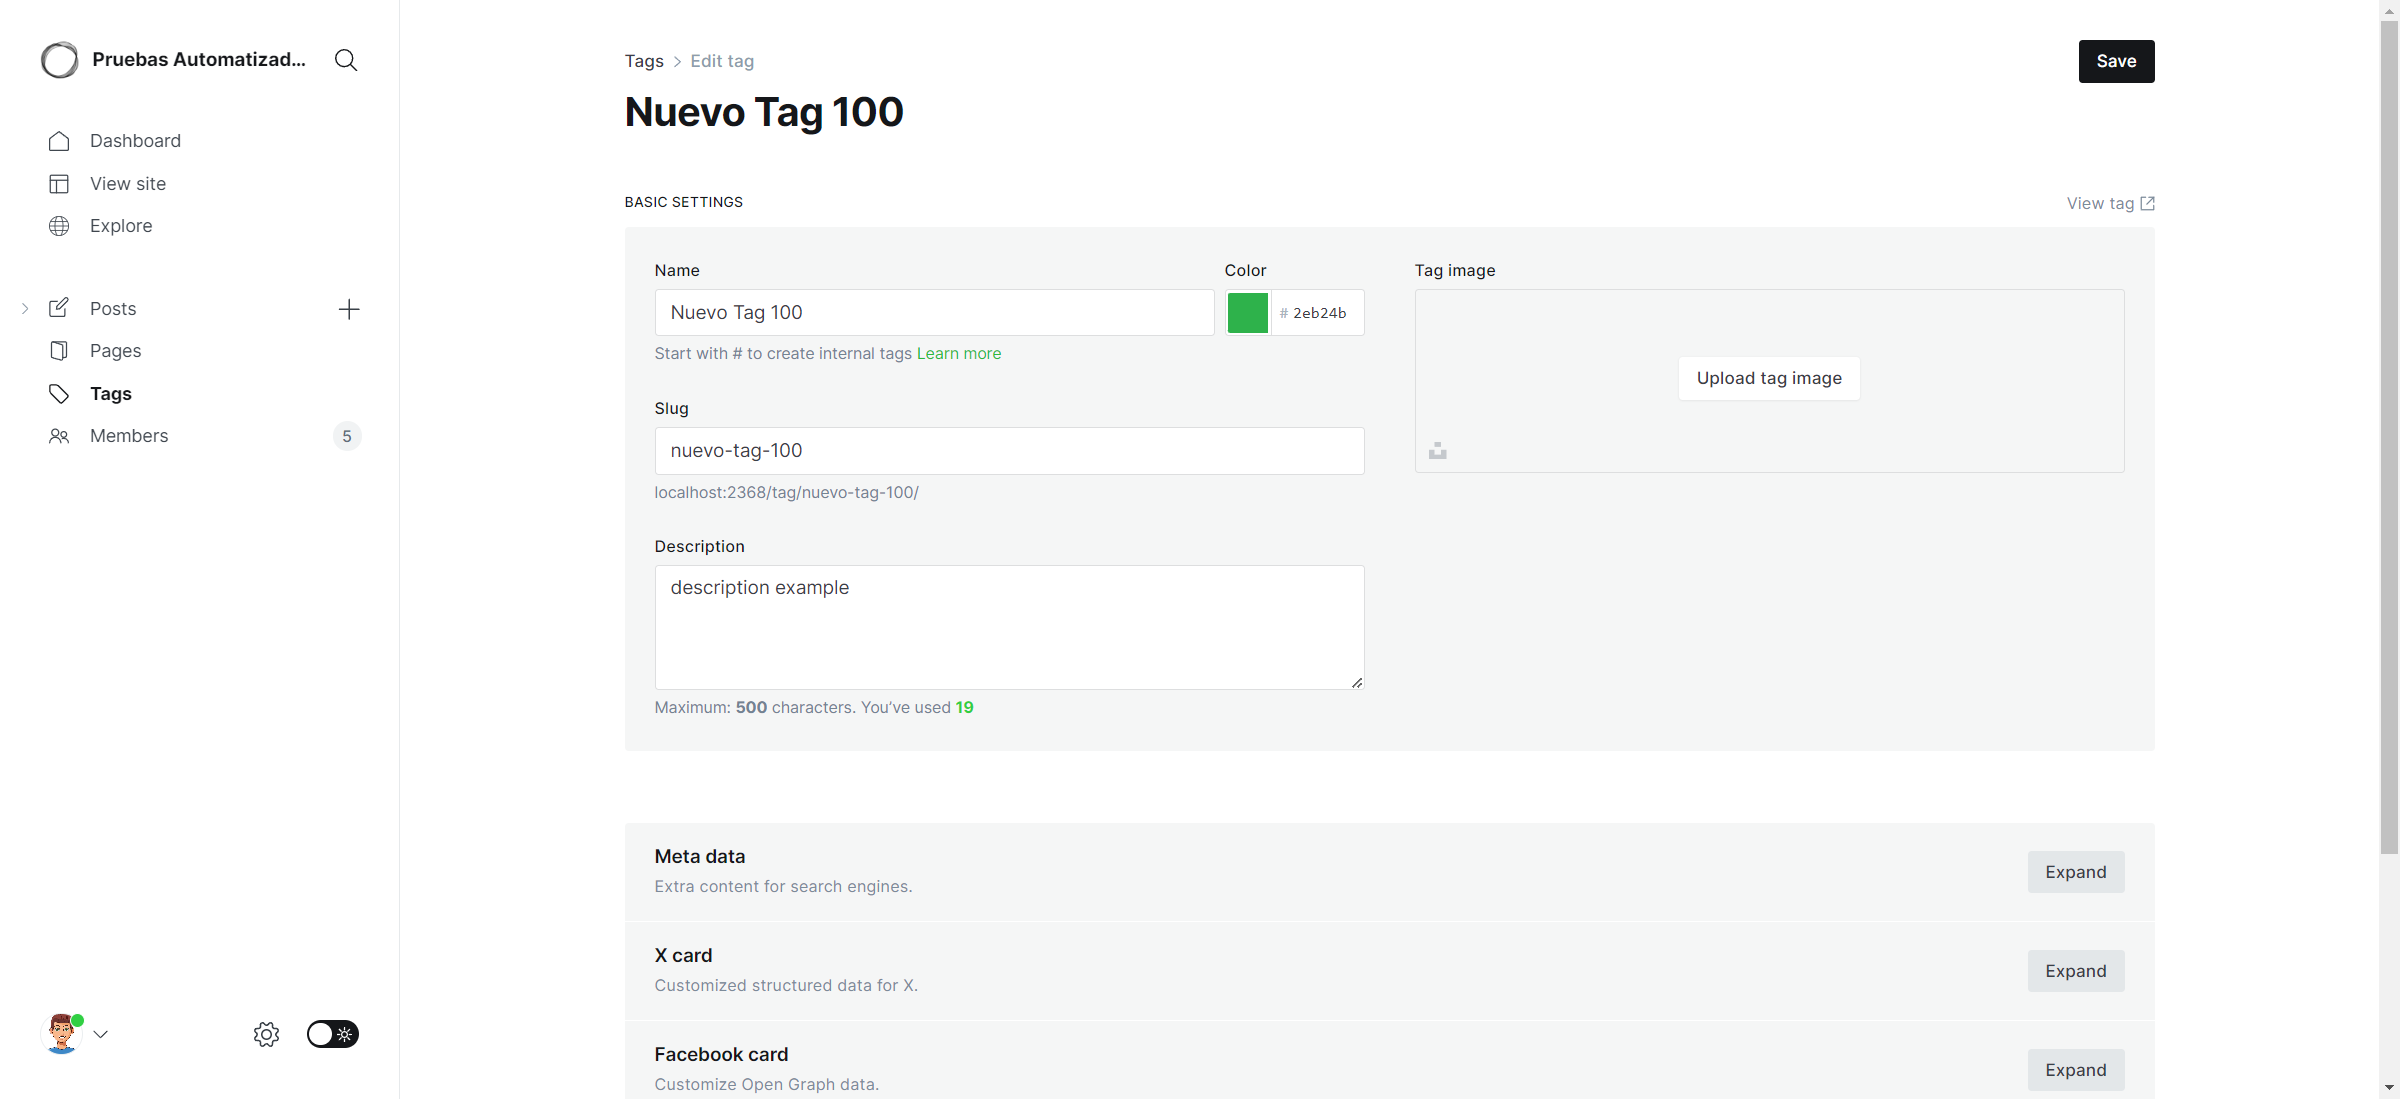 Pruebas Automatizad...
Dashboard
View site
Explore
Posts
Pages
Tags
Members
5
Tags > Edit tag
Save
Nuevo Tag 100
BASIC SETTINGS
View tag
Name
Color
Tag image
Nuevo Tag 100
# 2eb24b
Start with # to create internal tags Learn more
Upload tag image
Slug
nuevo-tag-100
localhost:2368/tag/nuevo-tag-100/
Description
description example
Maximum: 500 characters. You’ve used 19
Meta data
Extra content for search engines.
Expand
X card
Customized structured data for X.
Expand
Facebook card
Customize Open Graph data.
Expand